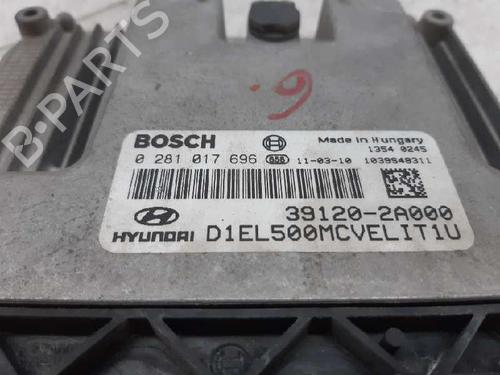 B-PARTS
.9
BOSCH
Made in Hungary
1354 0245
0 281 017 696
11-03-10 1039S49311
39120-2A000
HYUNDAI D1EL500MCVELIT1U